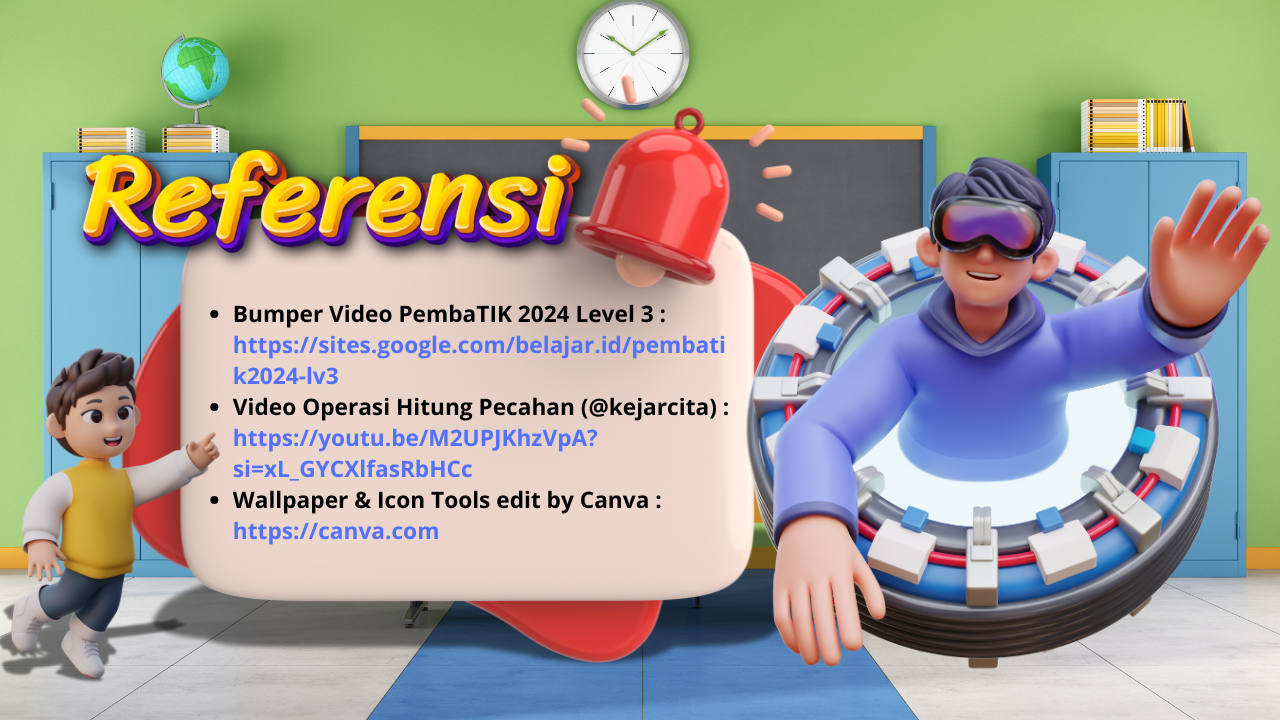 Referensi
• Bumper Video PembaTIK 2024 Level 3 :
https://sites.google.com/belajar.id/pembati
k2024-lv3
• Video Operasi Hitung Pecahan (@kejarcita) :
https://youtu.be/M2UPJKhzVpA?
si=xL_GYCXlfasRbHCc
• Wallpaper & Icon Tools edit by Canva :
https://canva.com